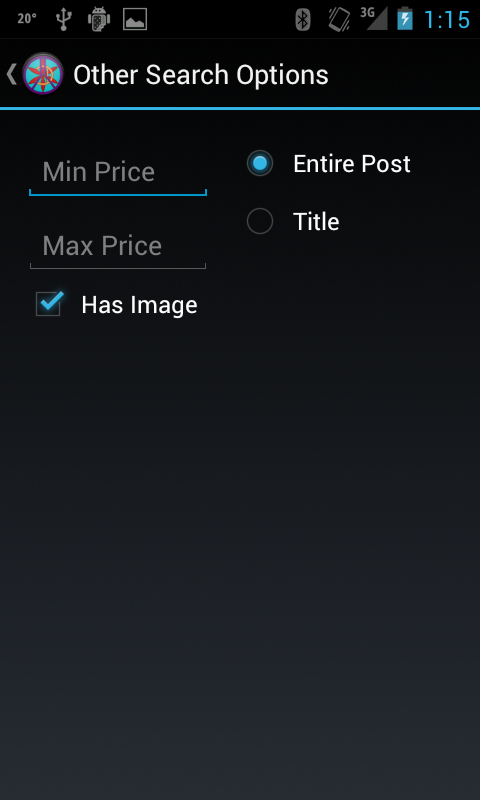 20° 3G 1:15
Other Search Options
Min Price
Entire Post
Title
Max Price
Has Image